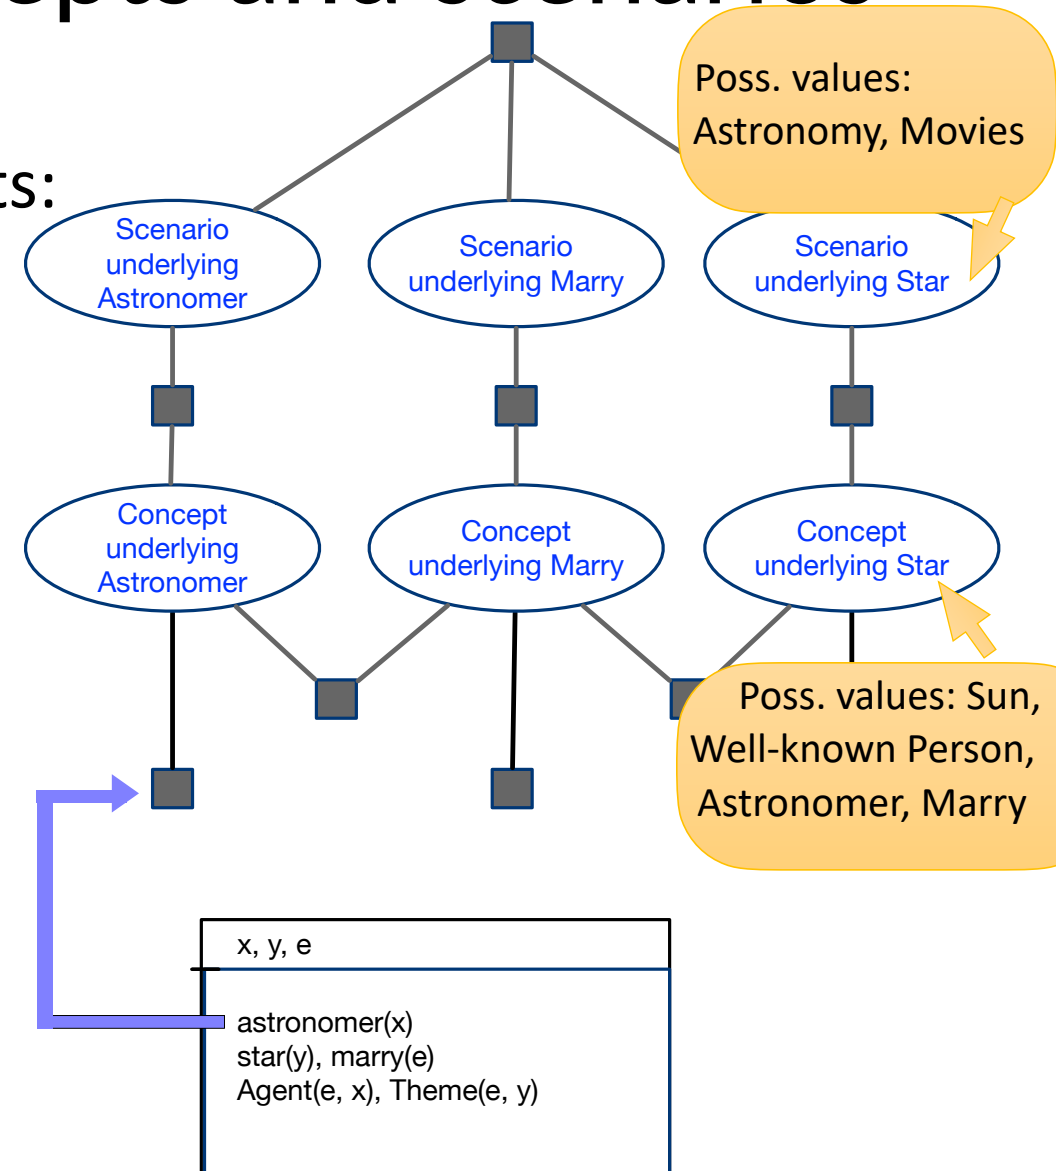 Poss. values:
Astronomy, Movies
Scenario
underlying
Astronomer
Scenario
underlying Marry
Scenario
underlying Star
Concept
underlying
Astronomer
Concept
underlying Marry
Concept
underlying Star
Poss. values: Sun,
Well-known Person,
Astronomer, Marry
x, y, e
astronomer(x)
star(y), marry(e)
Agent(e, x), Theme(e, y)